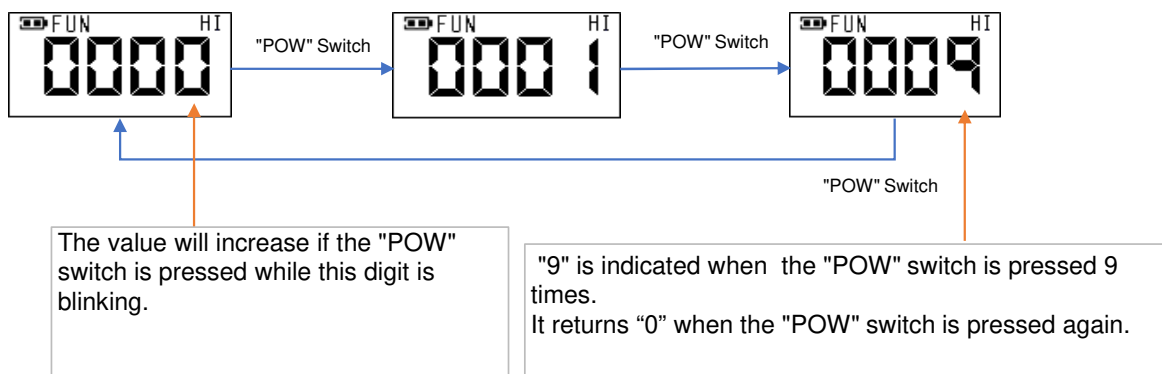 FUN HI
0000
"POW" Switch
FUN HI
0001
"POW" Switch
FUN HI
0009
"POW" Switch
The value will increase if the "POW"
switch is pressed while this digit is
blinking.
"9" is indicated when  the "POW" switch is pressed 9
times.
It returns “0” when the "POW" switch is pressed again.